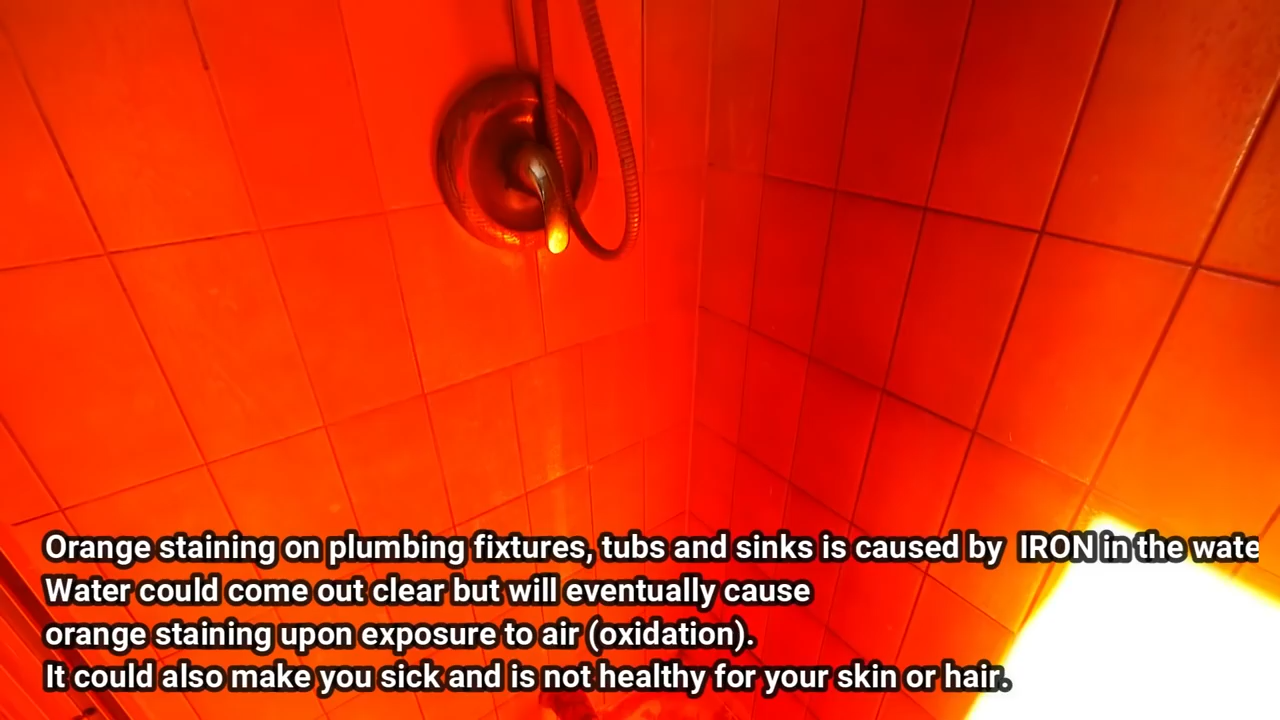 Orange staining on plumbing fixtures, tubs and sinks is caused by  IRON in the wate
Water could come out clear but will eventually cause
orange staining upon exposure to air (oxidation).
It could also make you sick and is not healthy for your skin or hair.